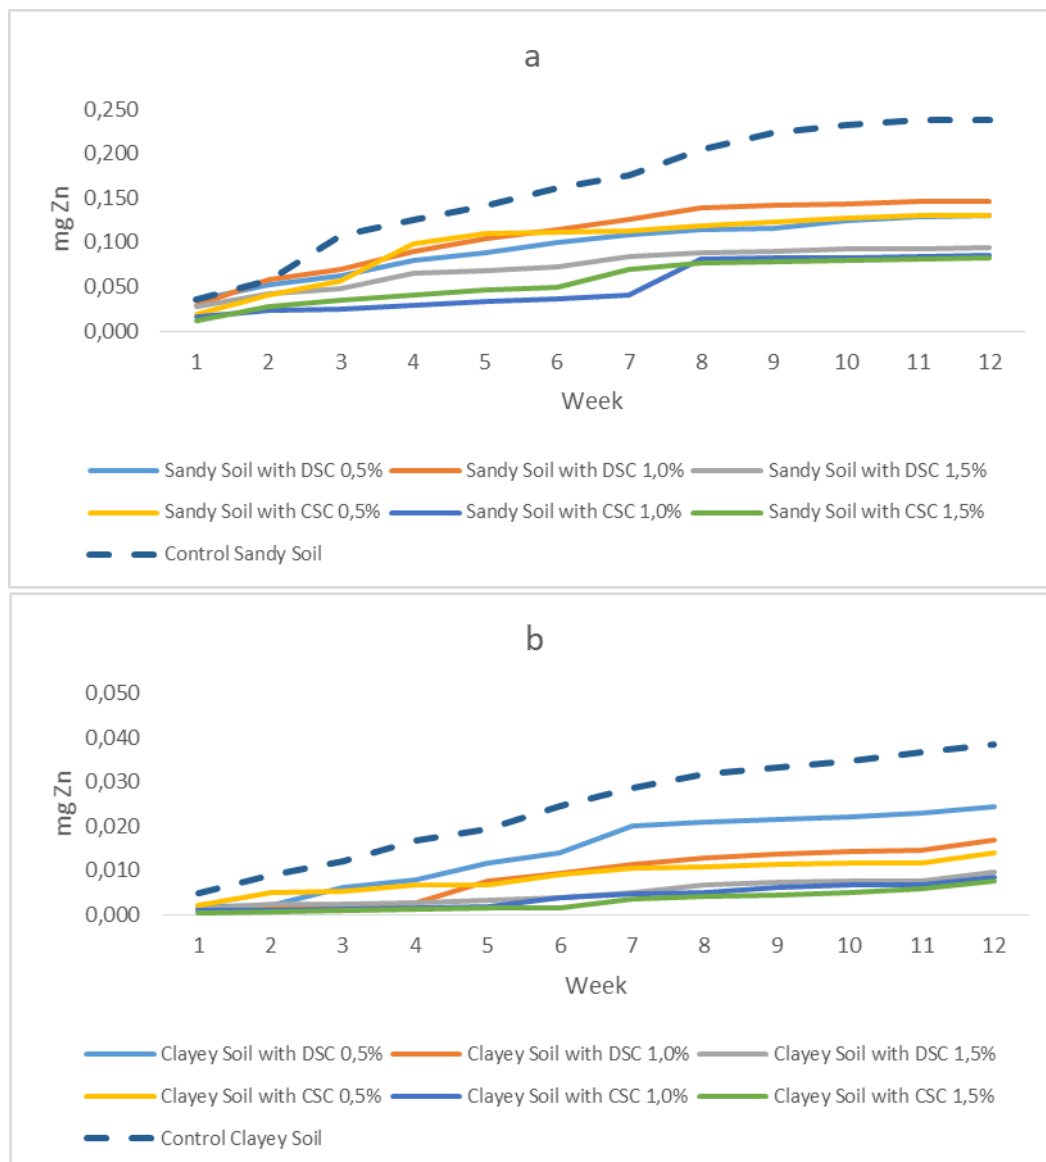 a
0,250
0,200
0,150
0,100
0,050
0,000
mg Zn
1 2 3 4 5 6 7 8 9 10 11 12
Week
Sandy Soil with DSC 0,5% Sandy Soil with DSC 1,0% Sandy Soil with DSC 1,5%
Sandy Soil with CSC 0,5% Sandy Soil with CSC 1,0% Sandy Soil with CSC 1,5%
Control Sandy Soil
b
0,050
0,040
0,030
0,020
0,010
0,000
mg Zn
1 2 3 4 5 6 7 8 9 10 11 12
Week
Clayey Soil with DSC 0,5% Clayey Soil with DSC 1,0% Clayey Soil with DSC 1,5%
Clayey Soil with CSC 0,5% Clayey Soil with CSC 1,0% Clayey Soil with CSC 1,5%
Control Clayey Soil